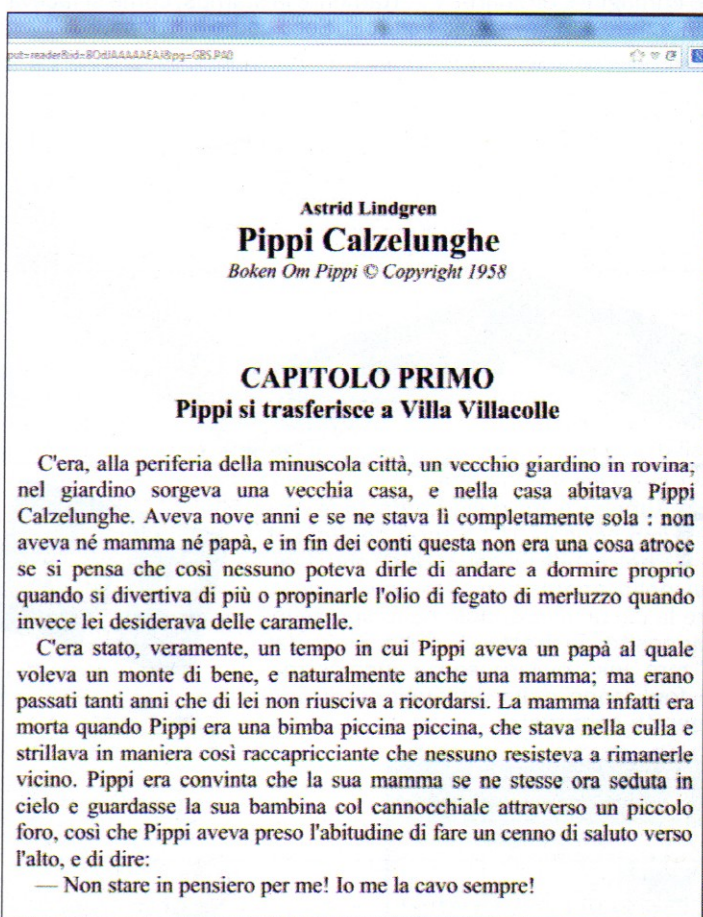 Astrid Lindgren
Pippi Calzelunghe
Boken Om Pippi © Copyright 1958
CAPITOLO PRIMO
Pippi si trasferisce a Villa Villacolle
C'era, alla periferia della minuscola città, un vecchio giardino in rovina;
nel giardino sorgeva una vecchia casa, e nella casa abitava Pippi
Calzelunghe. Aveva nove anni e se ne stava lì completamente sola : non
aveva né mamma né papà, e in fin dei conti questa non era una cosa atroce
se si pensa che così nessuno poteva dirle di andare a dormire proprio
quando si divertiva di più o propinarle l'olio di fegato di merluzzo quando
invece lei desiderava delle caramelle.
C'era stato, veramente, un tempo in cui Pippi aveva un papà al quale
voleva un monte di bene, e naturalmente anche una mamma; ma erano
passati tanti anni che di lei non riusciva a ricordarsi. La mamma infatti era
morta quando Pippi era una bimba piccina piccina, che stava nella culla e
strillava in maniera così raccapricciante che nessuno resisteva a rimanerle
vicino. Pippi era convinta che la sua mamma se ne stesse ora seduta in
cielo e guardasse la sua bambina col cannocchiale attraverso un piccolo
foro, così che Pippi aveva preso l'abitudine di fare un cenno di saluto verso
l'alto, e di dire:
— Non stare in pensiero per me! Io me la cavo sempre!